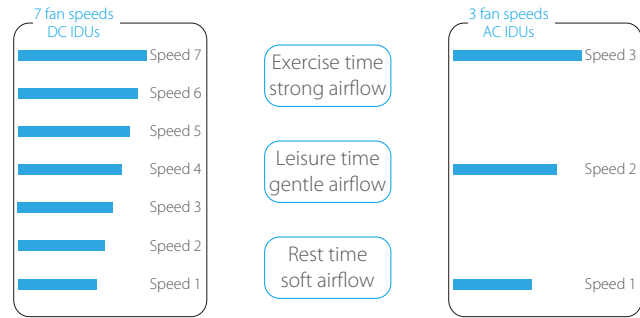 7 fan speeds
DC IDUs
Speed 7
Speed 6
Speed 5
Speed 4
Speed 3
Speed 2
Speed 1
Exercise time
strong airflow
Leisure time
gentle airflow
Rest time
soft airflow
3 fan speeds
AC IDUs
Speed 3
Speed 2
Speed 1